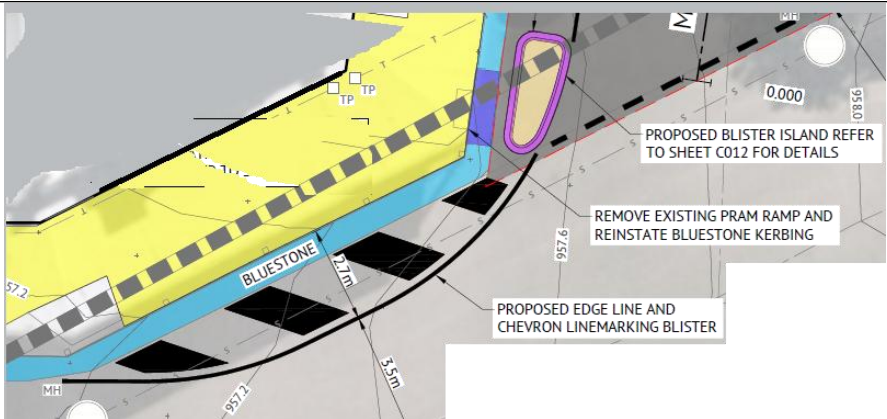 MH
TP
TP
0.000
958.0
PROPOSED BLISTER ISLAND REFER
TO SHEET C012 FOR DETAILS
REMOVE EXISTING PRAM RAMP AND
REINSTATE BLUESTONE KERBING
957.6
BLUESTONE
2.7m
PROPOSED EDGE LINE AND
CHEVRON LINEMARKING BLISTER
3.5m
957.2
57.2
MH
T
T
T
S
S
S
S
S
S
S